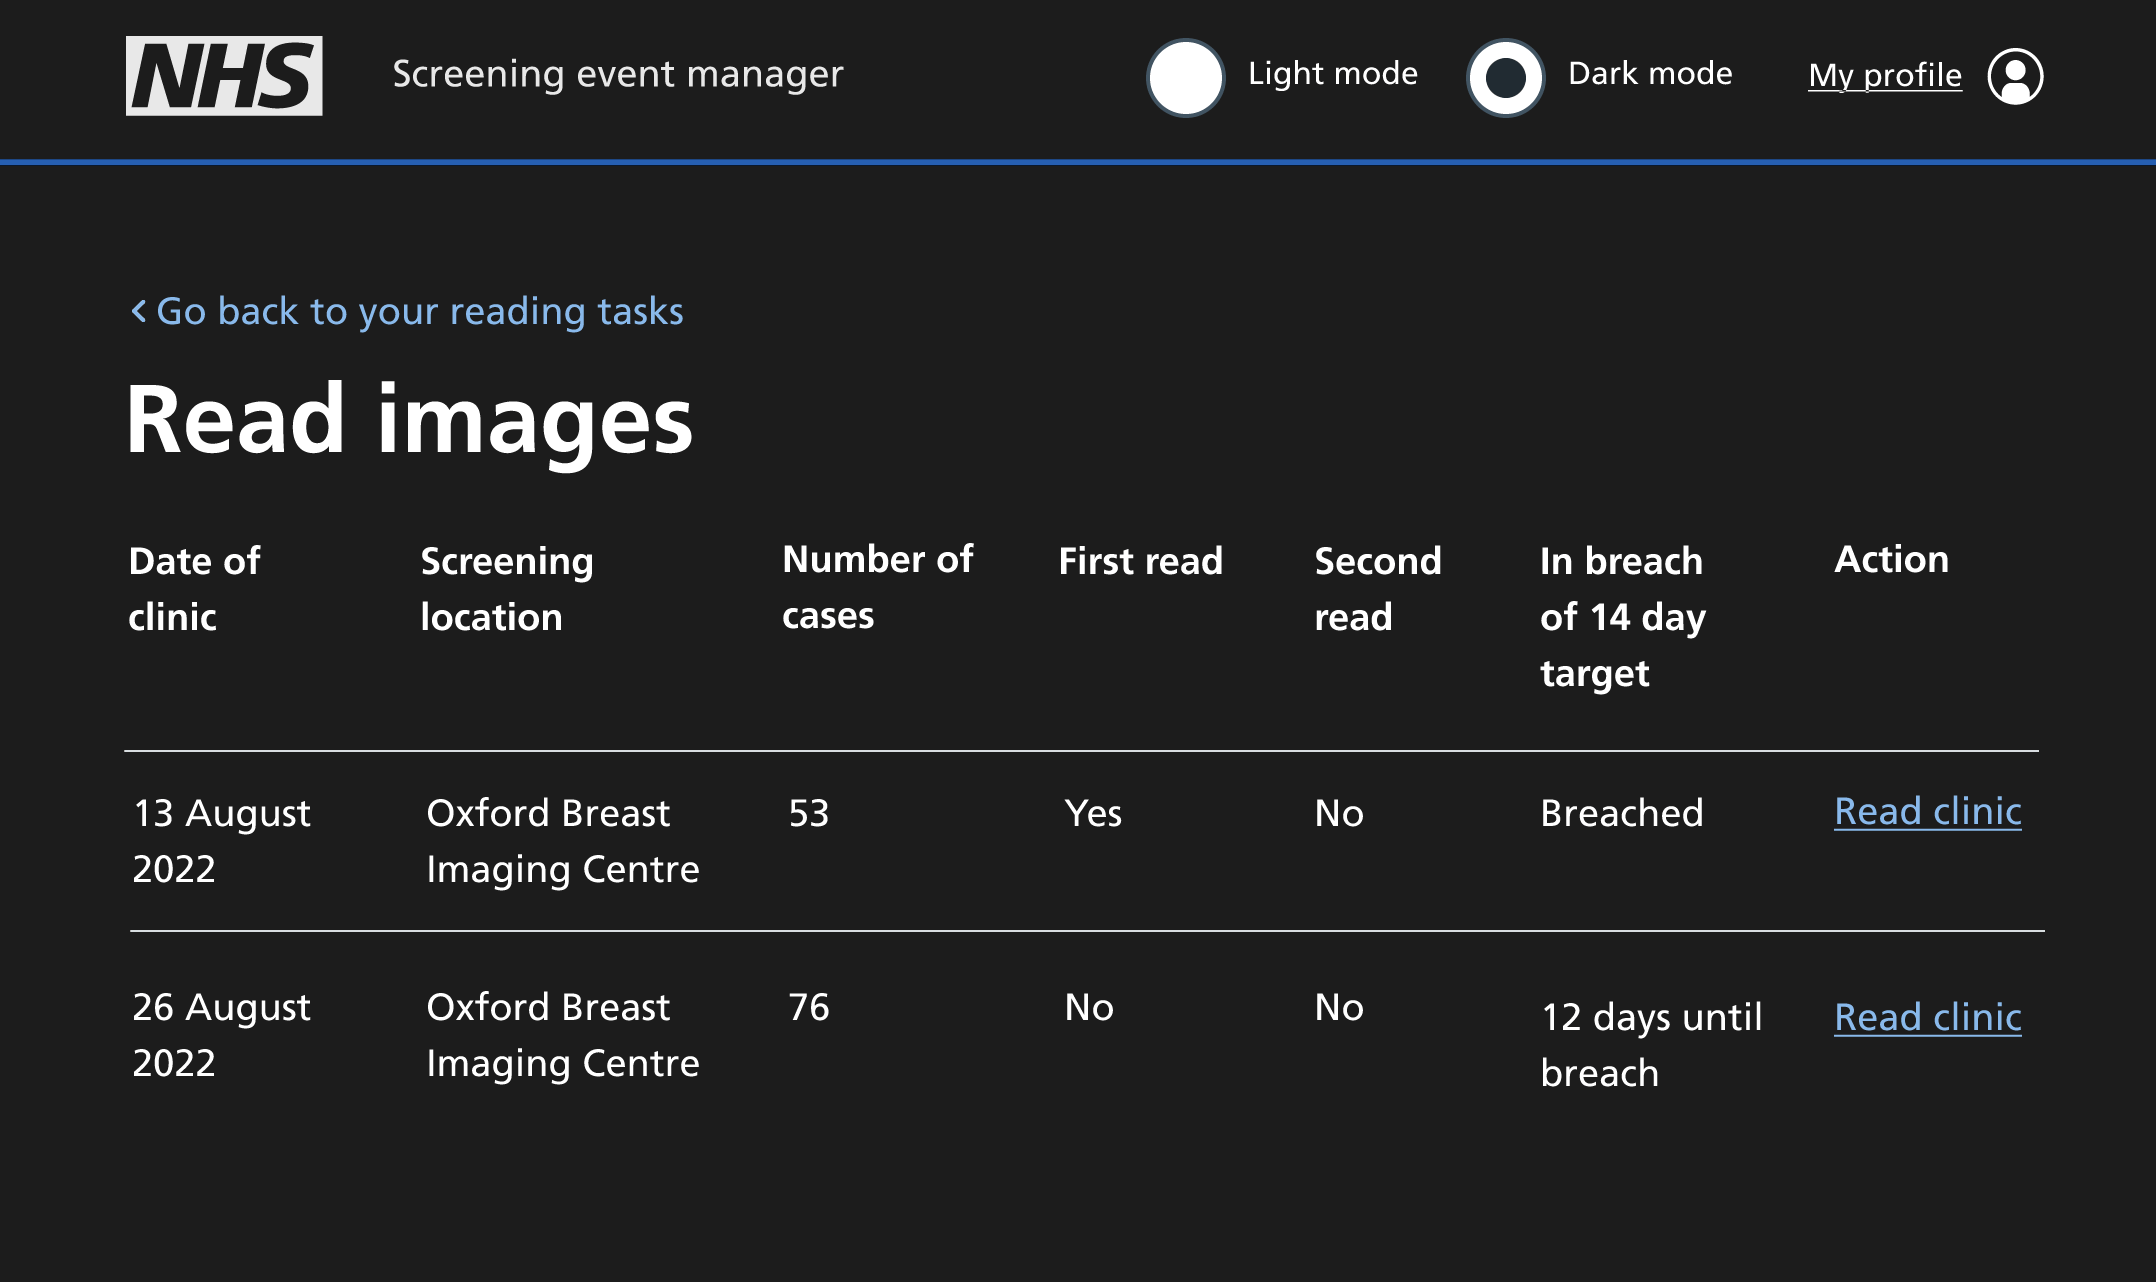 NHS Screening event manager Light mode Dark mode My profile
Go back to your reading tasks
Read images
Date of clinic
Screening location
Number of cases
First read
Second read
In breach of 14 day target
Action
13 August 2022
Oxford Breast Imaging Centre
53
Yes
No
Breached
Read clinic
26 August 2022
Oxford Breast Imaging Centre
76
No
No
12 days until breach
Read clinic